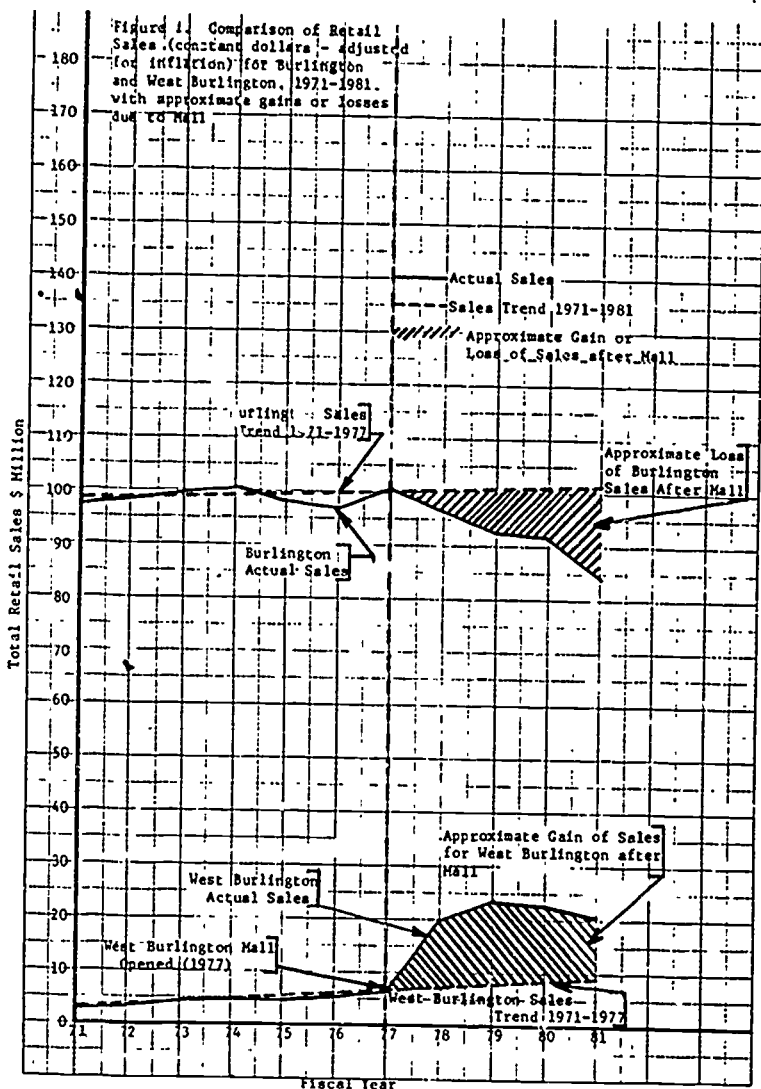 Figure 1. Comparison of Retail
Sales (constant dollars - adjusted
for inflation) for Burlington
and West Burlington, 1971-1981.
with approximate gains or losses
due to Mall
180
170
160
150
140
130
120
110
100
90
80
70
60
50
40
30
20
10
0
Total Retail Sales $ Million
Actual Sales
Sales Trend 1971-1981
Approximate Gain or
Loss of Sales after Mall
Sales
Trend 1971-1977
Approximate Loss
of Burlington
Sales After Mall
Burlington
Actual Sales
Approximate Gain of Sales
for West Burlington after
Mall
West Burlington
Actual Sales
West Burlington Mall
Opened (1977)
West Burlington Sales
Trend 1971-1977
71 72 73 74 75 76 77 78 79 80 81
Fiscal Year